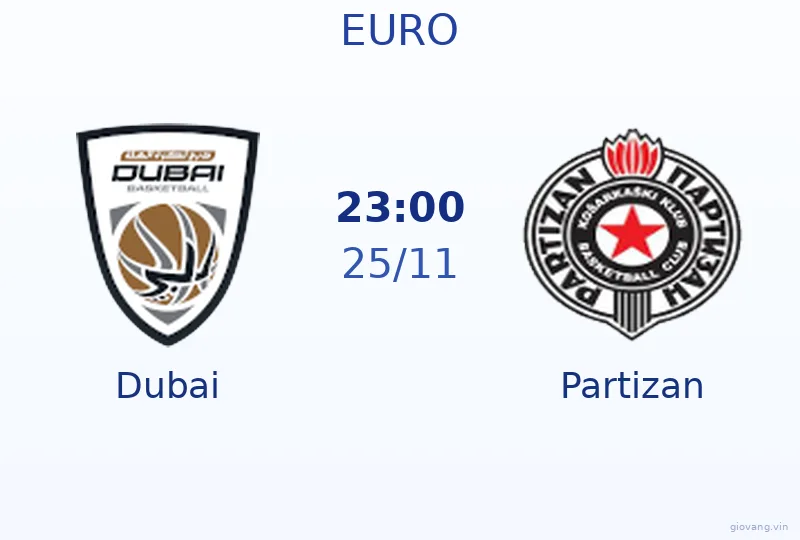 EURO
DUBAI
BASKETBALL
23:00
25/11
PARTIZAN ПАРТИЗАН
KOŠARKAŠKI KLUB
BASKETBALL CLUB
Dubai
Partizan
giovang.vin